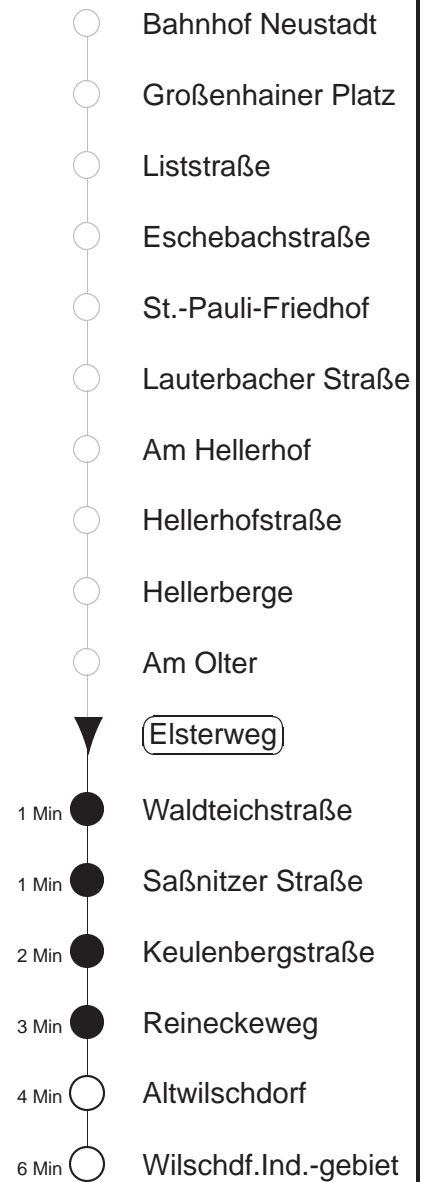 Bahnhof Neustadt
Großenhainer Platz
Liststraße
Eschebachstraße
St.-Pauli-Friedhof
Lauterbacher Straße
Am Hellerhof
Hellerhofstraße
Hellerberge
Am Olter
Elsterweg
1 Min Waldteichstraße
1 Min Saßnitzer Straße
2 Min Keulenbergstraße
3 Min Reineckeweg
4 Min Altwilschdorf
6 Min Wilschdf.Ind.-gebiet